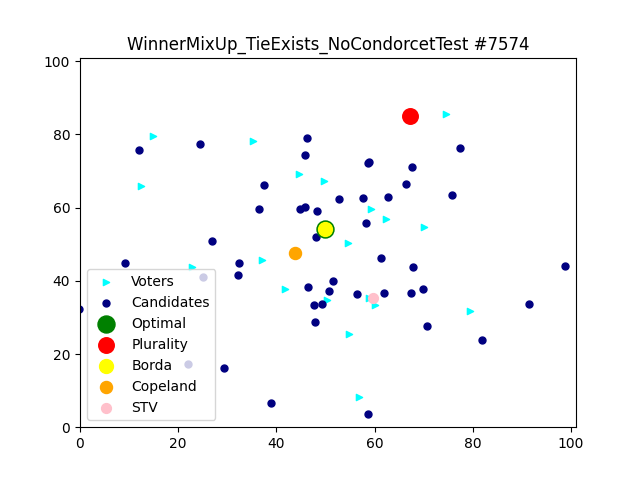 WinnerMixUp_TieExists_NoCondorcetTest #7574
100
80
60
40
20
0
0
20
40
60
80
100
Voters
Candidates
Optimal
Plurality
Borda
Copeland
STV